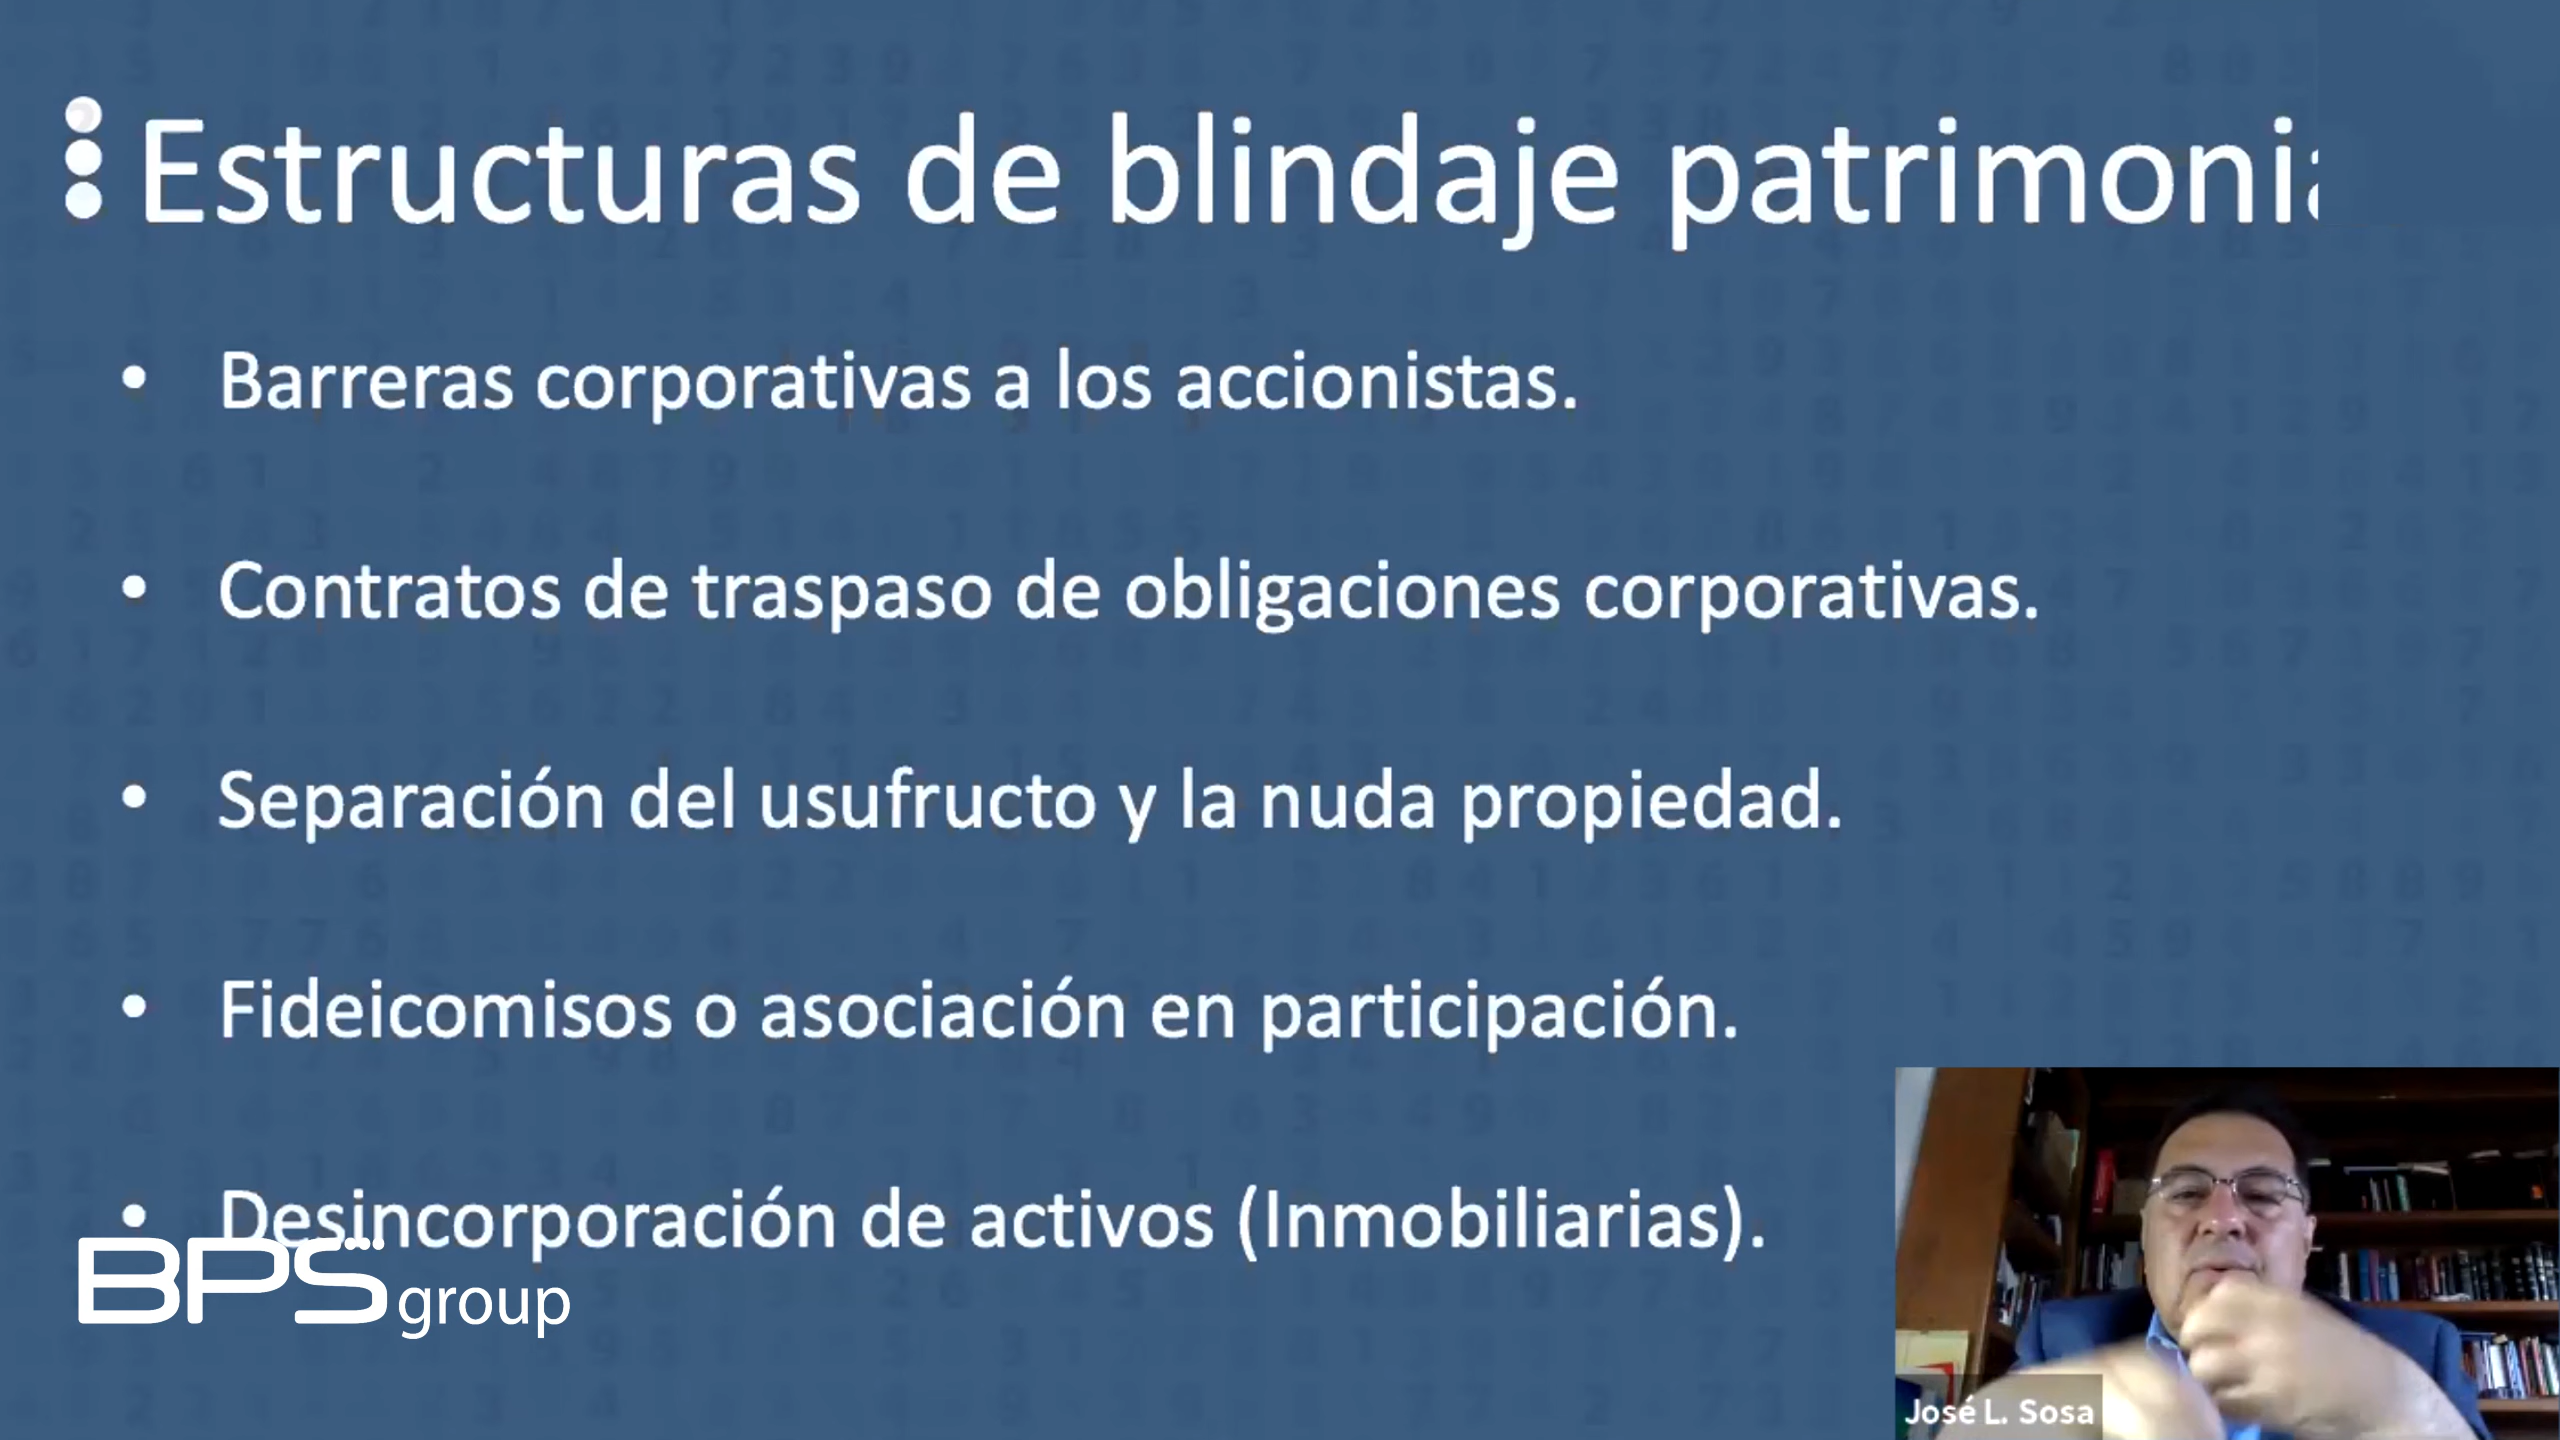 Estructuras de blindaje patrimonia
• Barreras corporativas a los accionistas.
• Contratos de traspaso de obligaciones corporativas.
• Separación del usufructo y la nuda propiedad.
• Fideicomisos o asociación en participación.
• Desincorporación de activos (Inmobiliarias).
BPS group
José L. Sosa